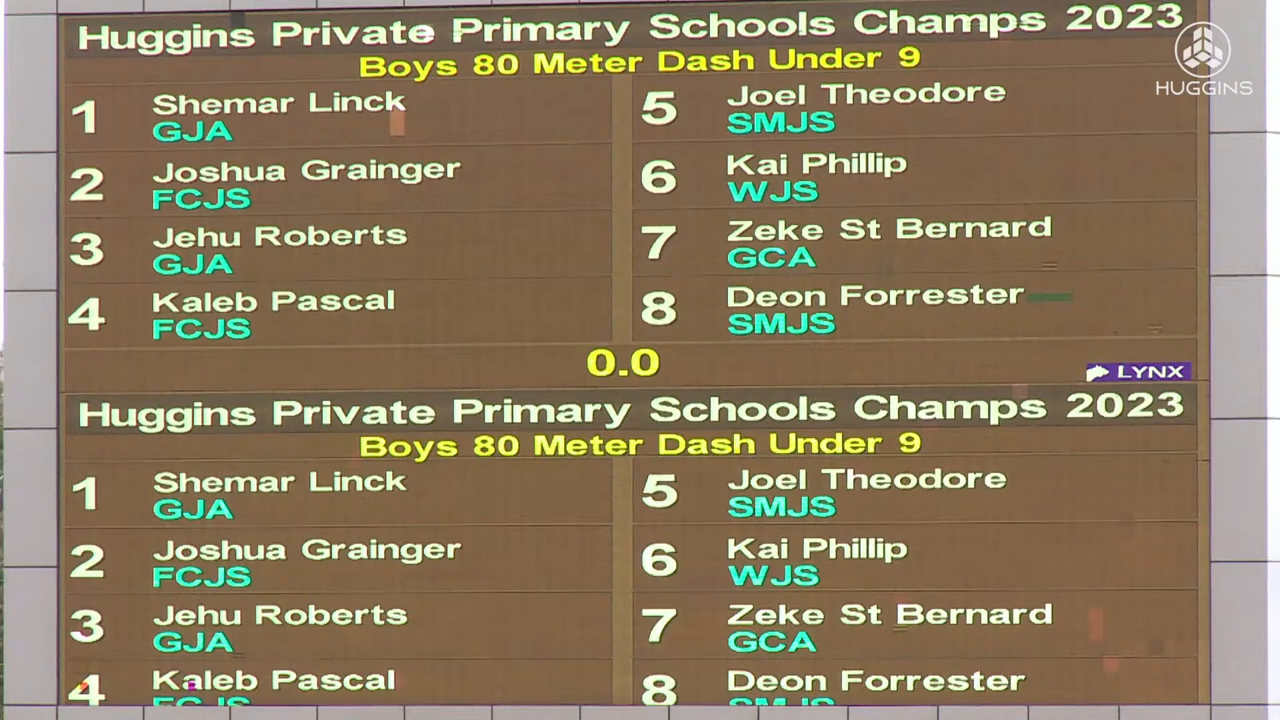 Huggins Private Primary Schools Champs 2023
Boys 80 Meter Dash Under 9
HUGGINS
1 Shemar Linck
GJA
2 Joshua Grainger
FCJS
3 Jehu Roberts
GJA
4 Kaleb Pascal
FCJS
5 Joel Theodore
SMJS
6 Kai Phillip
WJS
7 Zeke St Bernard
GCA
8 Deon Forrester
SMJS
0.0
LYNX
Huggins Private Primary Schools Champs 2023
Boys 80 Meter Dash Under 9
1 Shemar Linck
GJA
2 Joshua Grainger
FCJS
3 Jehu Roberts
GJA
4 Kaleb Pascal
FCJS
5 Joel Theodore
SMJS
6 Kai Phillip
WJS
7 Zeke St Bernard
GCA
8 Deon Forrester
SMJS